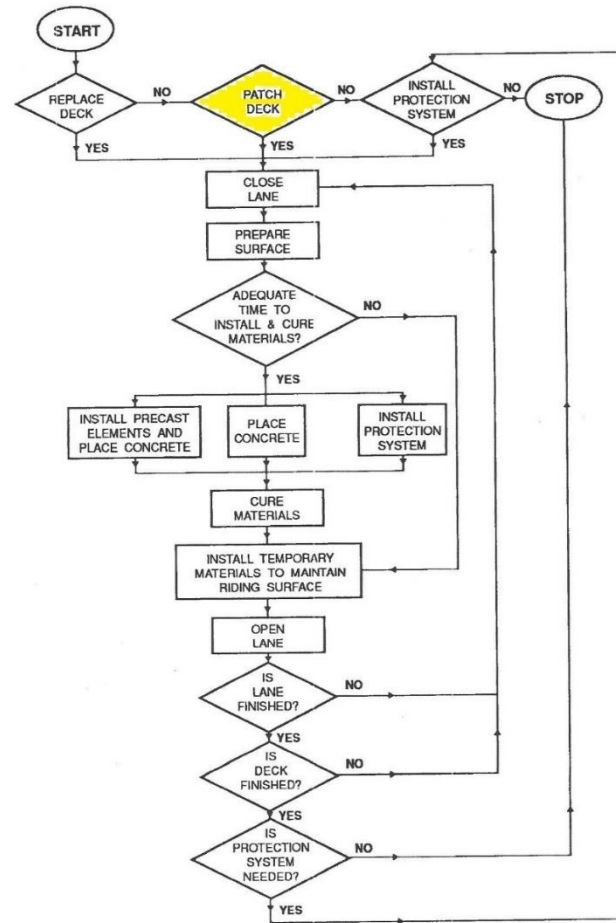 START
REPLACE
DECK
NO
PATCH
DECK
NO
INSTALL
PROTECTION
SYSTEM
NO
STOP
YES
YES
YES
CLOSE
LANE
PREPARE
SURFACE
ADEQUATE
TIME TO
INSTALL & CURE
MATERIALS?
NO
YES
INSTALL PRECAST
ELEMENTS AND
PLACE CONCRETE
PLACE
CONCRETE
INSTALL
PROTECTION
SYSTEM
CURE
MATERIALS
INSTALL TEMPORARY
MATERIALS TO MAINTAIN
RIDING SURFACE
OPEN
LANE
IS
LANE
FINISHED?
NO
YES
IS
DECK
FINISHED?
NO
YES
IS
PROTECTION
SYSTEM
NEEDED?
NO
YES